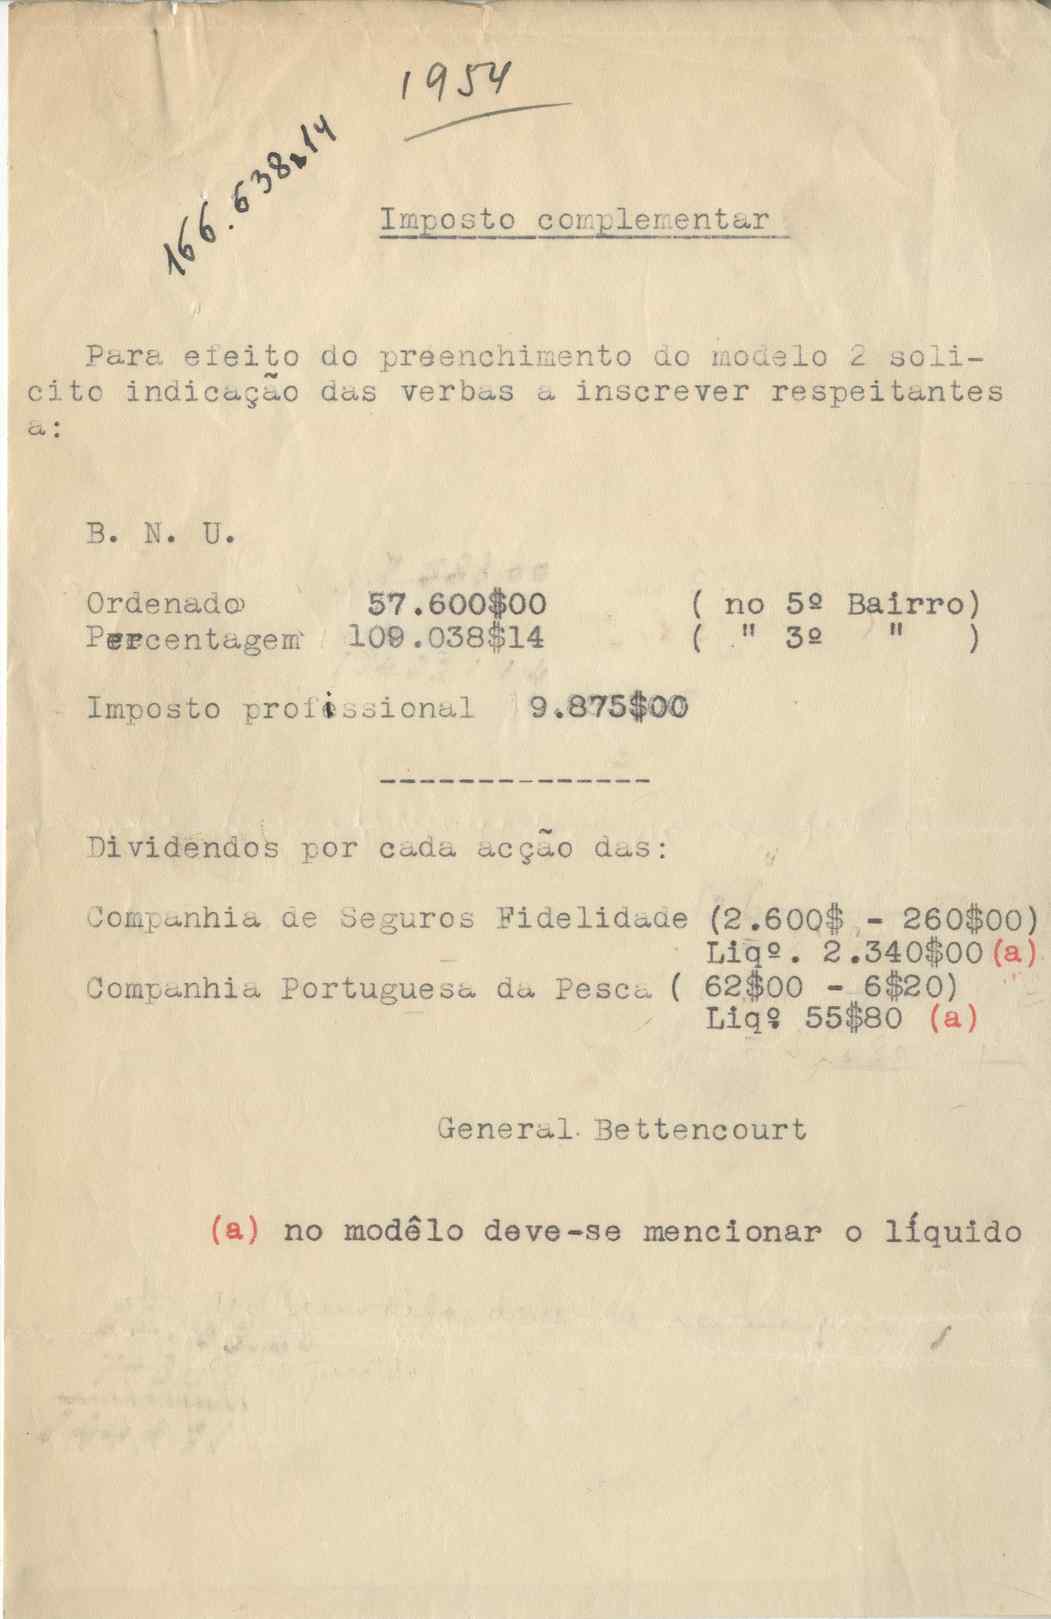 1954
166.638$14
Imposto complementar
Para efeito do preenchimento do modelo 2 soli-
cito indicação das verbas a inscrever respeitantes
a:
B. N. U.
Ordenado 57.600$00 ( no 5º Bairro)
Percentagem 109.038$14 ( " 3º " )
Imposto profissional 9.875$00
--------------
Dividendos por cada acção das:
Companhia de Seguros Fidelidade (2.600$ - 260$00)
Liqº. 2.340$00 (a)
Companhia Portuguesa da Pesca ( 62$00 - 6$20)
Liqº 55$80 (a)
General Bettencourt
(a) no modêlo deve-se mencionar o líquido